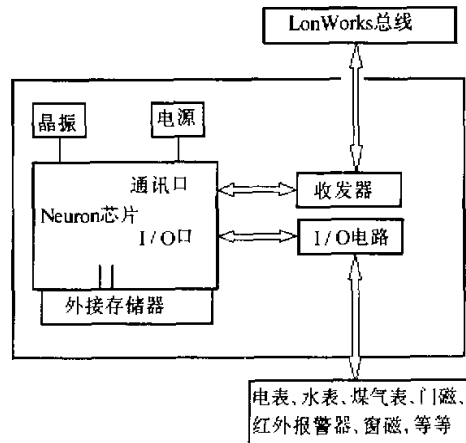 LonWorks总线
晶振
电源
通讯口
收发器
Neuron芯片
I/O口
I/O电路
外接存储器
电表、水表、煤气表、门磁、
红外报警器、窗磁，等等